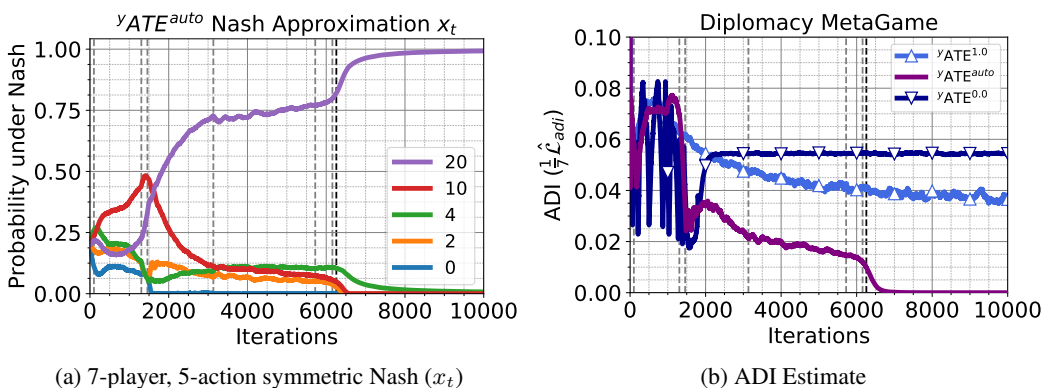 ʸATEᵃᵘᵗᵒ Nash Approximation xₜ
Probability under Nash
1.00
0.75
0.50
0.25
0.00
20
10
4
2
0
0 2000 4000 6000 8000 10000
Iterations
(a) 7-player, 5-action symmetric Nash (xₜ)
Diplomacy MetaGame
ADI (1/7 ℒ̂_adi)
0.10
0.08
0.06
0.04
0.02
0.00
ʸATE¹·⁰
ʸATEᵃᵘᵗᵒ
ʸATE⁰·⁰
0 2000 4000 6000 8000 10000
Iterations
(b) ADI Estimate